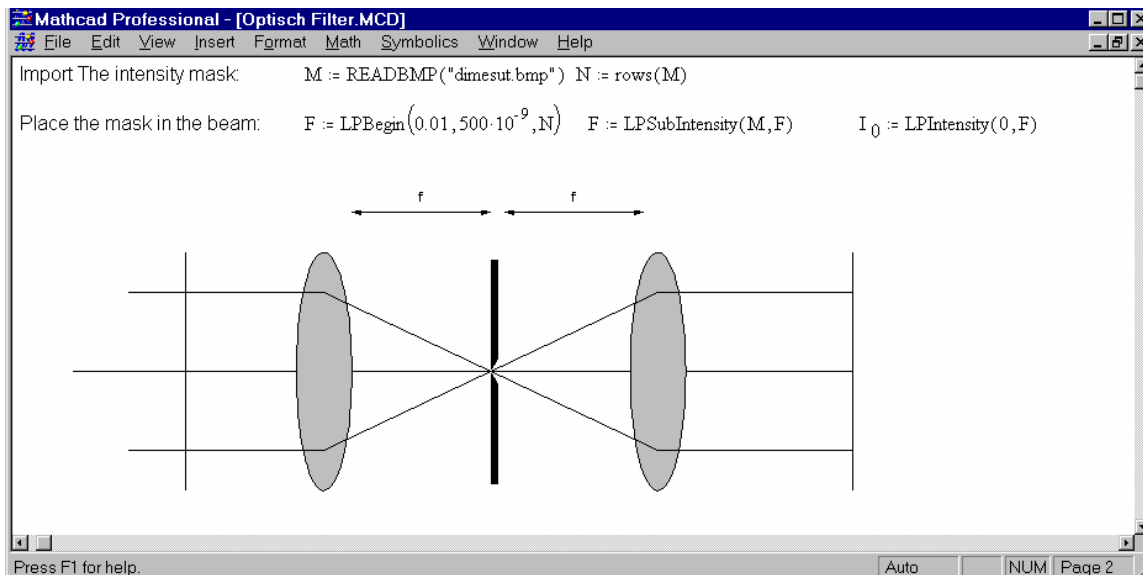 Mathcad Professional - [Optisch Filter.MCD]
File Edit View Insert Format Math Symbolics Window Help
Import The intensity mask: M := READBMP("dimesut.bmp") N := rows(M)
Place the mask in the beam: F := LPBegin(0.01, 500·10⁻⁹, N) F := LPSubIntensity(M, F) I₀ := LPIntensity(0, F)
f f
Press F1 for help. Auto NUM Page 2